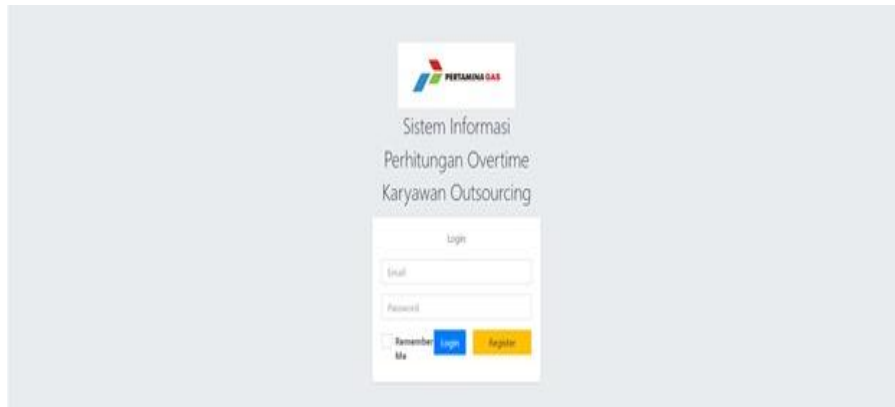 PERTAMINA GAS
Sistem Informasi
Perhitungan Overtime
Karyawan Outsourcing
Login
Email
Password
Remember Login Register
Me